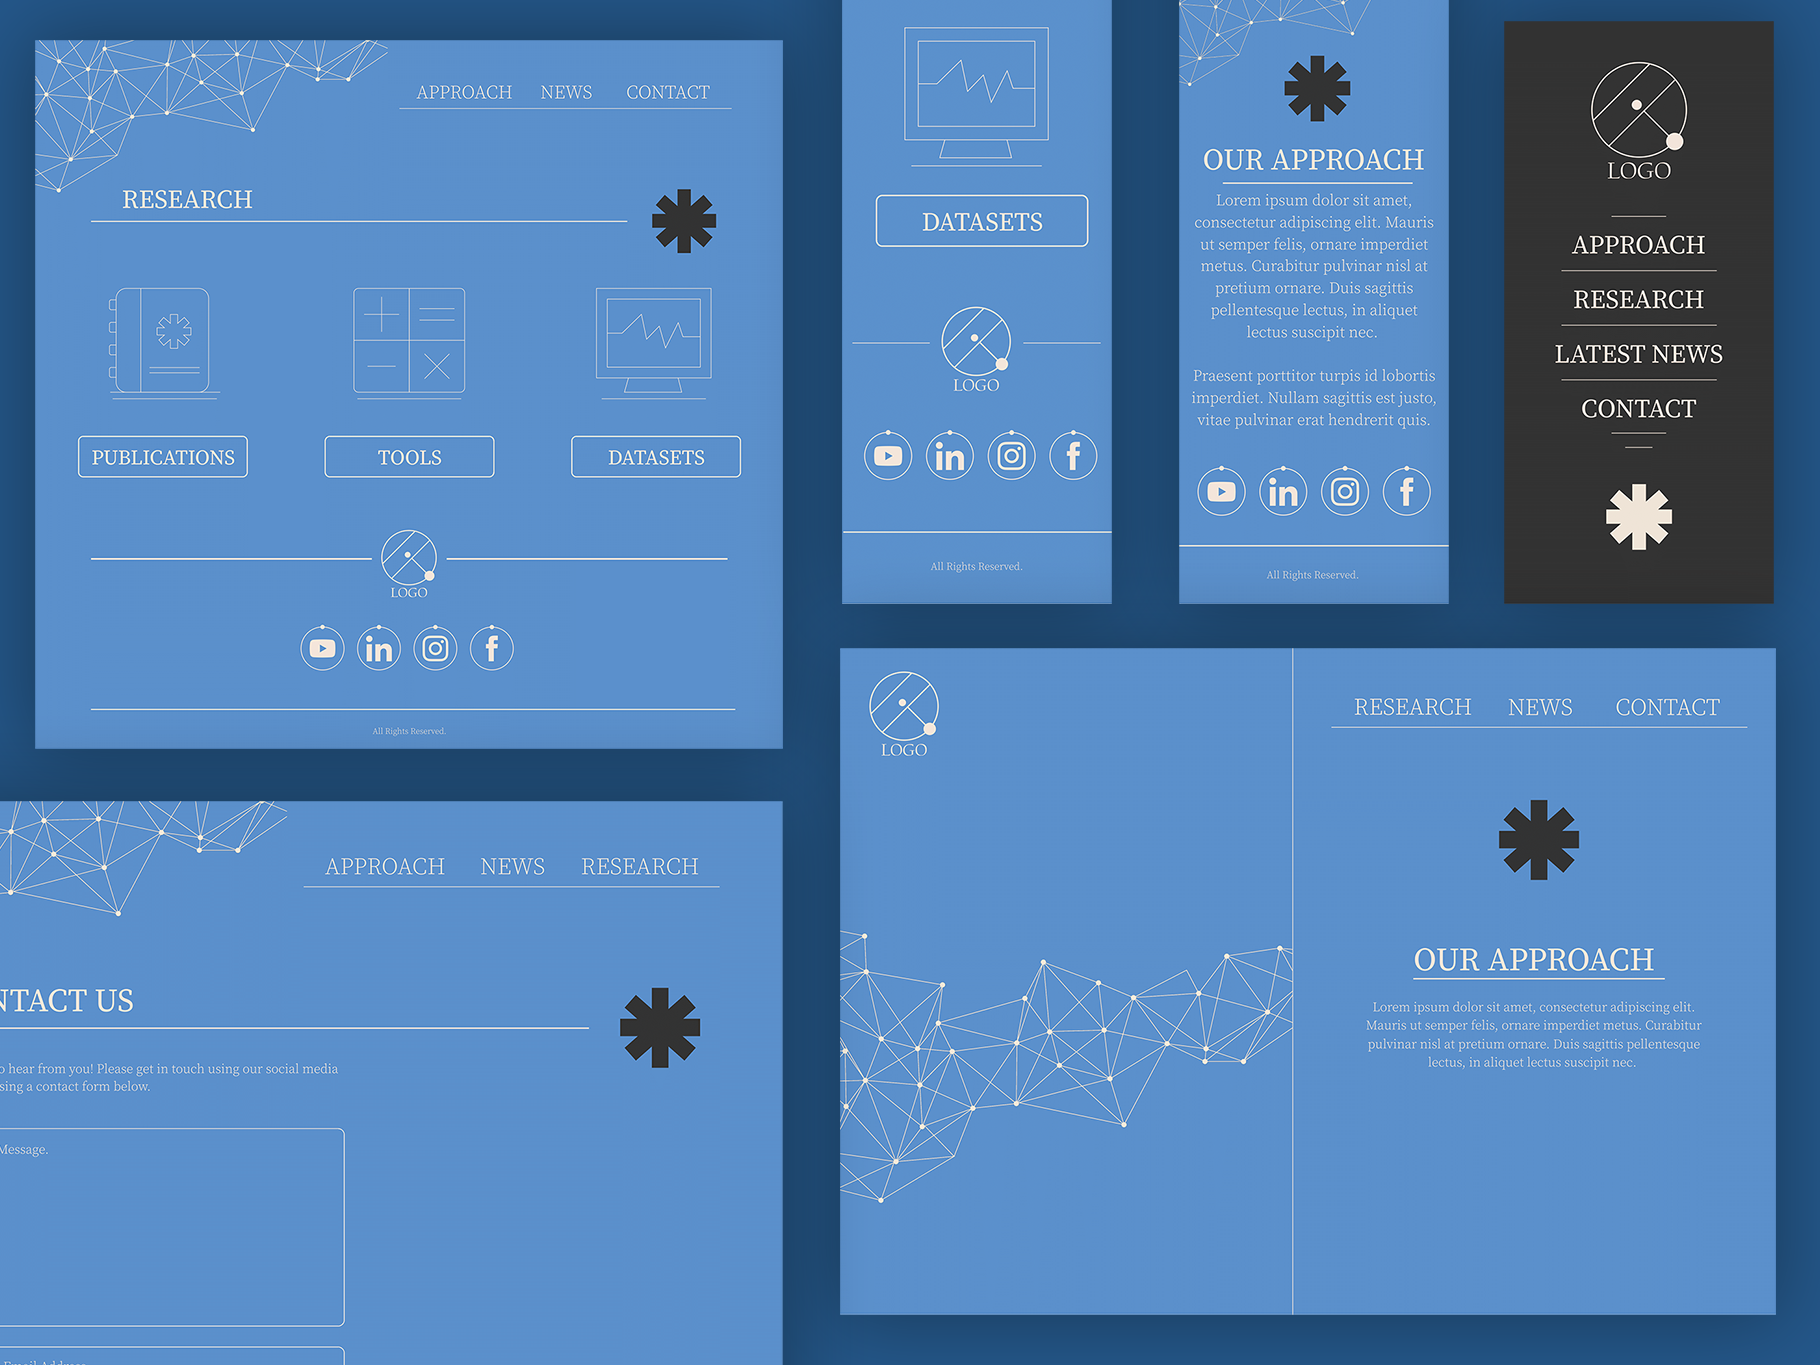 APPROACH NEWS CONTACT
RESEARCH
PUBLICATIONS TOOLS DATASETS
LOGO
in f
All Rights Reserved.
DATASETS
LOGO
in f
All Rights Reserved.
OUR APPROACH
Lorem ipsum dolor sit amet,
consectetur adipiscing elit. Mauris
ut semper felis, ornare imperdiet
metus. Curabitur pulvinar nisl at
pretium ornare. Duis sagittis
pellentesque lectus, in aliquet
lectus suscipit nec.
Praesent porttitor turpis id lobortis
imperdiet. Nullam sagittis est justo,
vitae pulvinar erat hendrerit quis.
in f
All Rights Reserved.
LOGO
APPROACH
RESEARCH
LATEST NEWS
CONTACT
APPROACH NEWS RESEARCH
NTACT US
o hear from you! Please get in touch using our social media
sing a contact form below.
Message.
Email Address
LOGO
RESEARCH NEWS CONTACT
OUR APPROACH
Lorem ipsum dolor sit amet, consectetur adipiscing elit.
Mauris ut semper felis, ornare imperdiet metus. Curabitur
pulvinar nisl at pretium ornare. Duis sagittis pellentesque
lectus, in aliquet lectus suscipit nec.